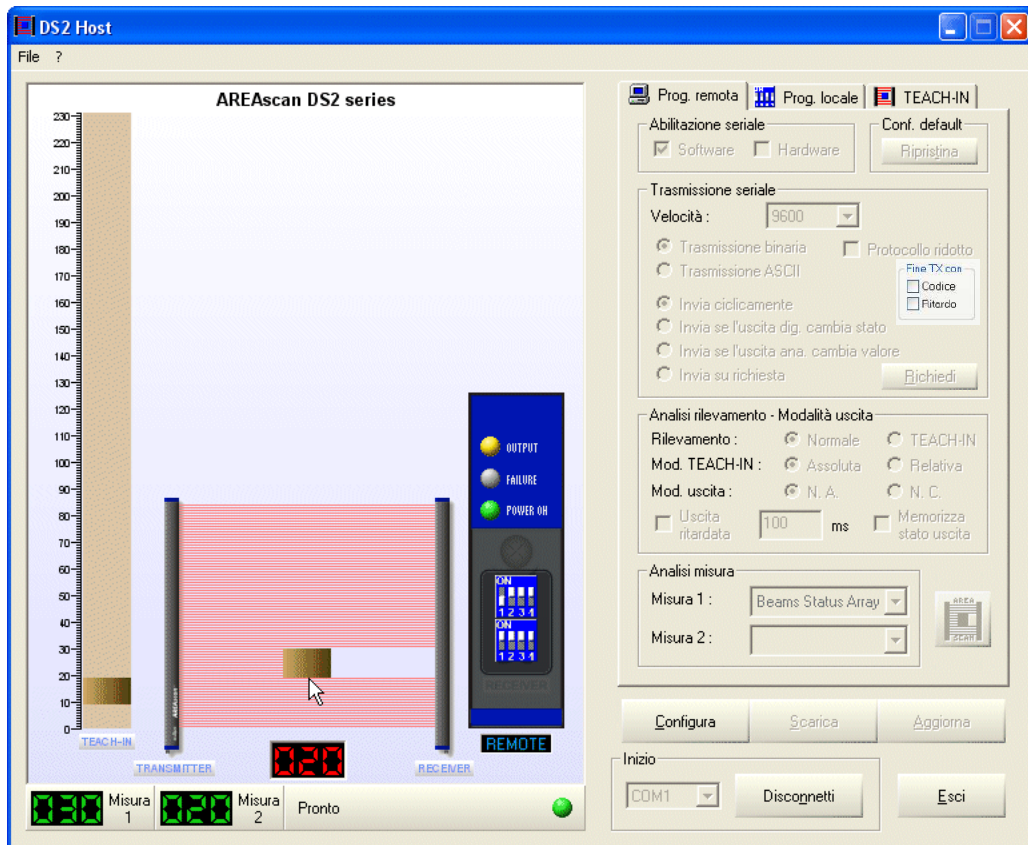 DS2 Host
File ?
AREAscan DS2 series
230
220
210
200
190
180
170
160
150
140
130
120
110
100
90
80
70
60
50
40
30
20
10
0
TEACH-IN
TRANSMITTER
AREAscan
020
RECEIVER
OUTPUT
FAILURE
POWER ON
ON
1 2 3 4
ON
1 2 3 4
RECEIVER
REMOTE
030 Misura 1
020 Misura 2
Pronto
Prog. remota
Prog. locale
TEACH-IN
Abilitazione seriale
Software Hardware
Conf. default
Ripristina
Trasmissione seriale
Velocità : 9600
Trasmissione binaria
Protocollo ridotto
Trasmissione ASCII
Fine TX con
Codice
Ritardo
Invia ciclicamente
Invia se l'uscita dig. cambia stato
Invia se l'uscita ana. cambia valore
Invia su richiesta
Richiedi
Analisi rilevamento - Modalità uscita
Rilevamento : Normale TEACH-IN
Mod. TEACH-IN : Assoluta Relativa
Mod. uscita : N. A. N. C.
Uscita ritardata 100 ms
Memorizza stato uscita
Analisi misura
Misura 1 : Beams Status Array
Misura 2 :
AREA
SCAN
Configura Scarica Aggiorna
Inizio
COM1 Disconnetti
Esci